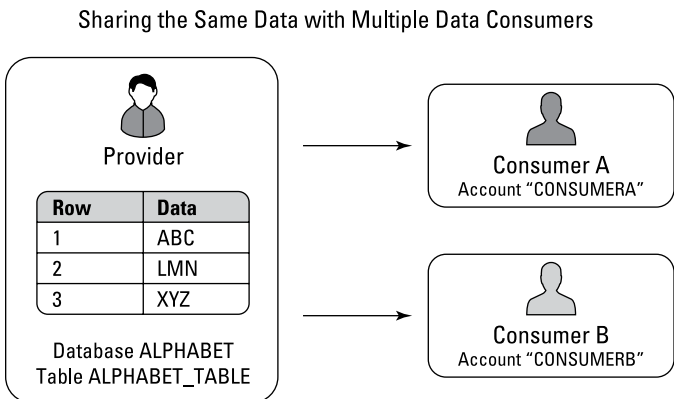 Sharing the Same Data with Multiple Data Consumers
Provider
Row Data
1 ABC
2 LMN
3 XYZ
Database ALPHABET
Table ALPHABET_TABLE
Consumer A
Account “CONSUMERA”
Consumer B
Account “CONSUMERB”